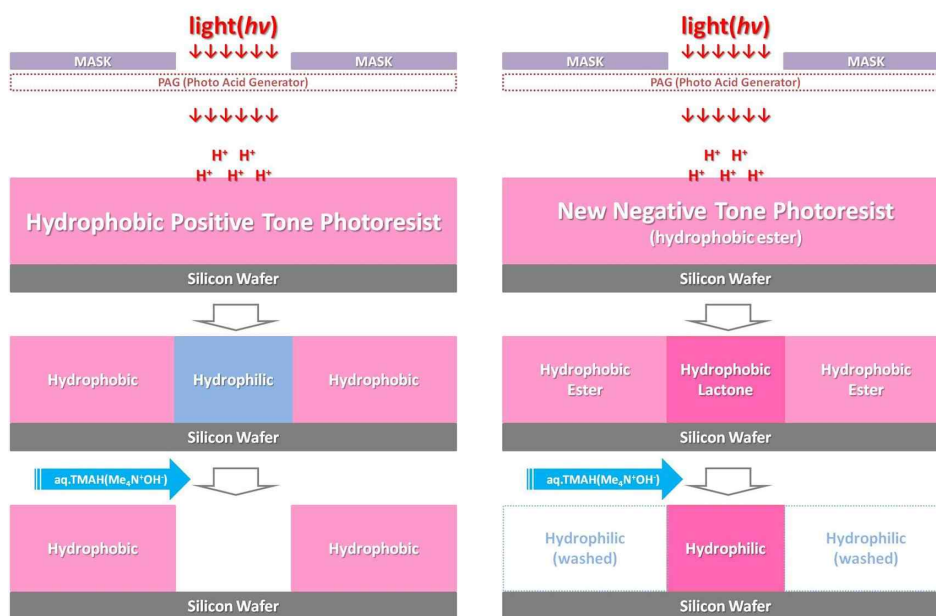 light(hν)
MASK
MASK
PAG (Photo Acid Generator)
H⁺ H⁺
H⁺ H⁺ H⁺
Hydrophobic Positive Tone Photoresist
Silicon Wafer
Hydrophobic
Hydrophilic
Hydrophobic
Silicon Wafer
aq.TMAH(Me₄N⁺OH⁻)
Hydrophobic
Hydrophobic
Silicon Wafer
light(hν)
MASK
MASK
PAG (Photo Acid Generator)
H⁺ H⁺
H⁺ H⁺ H⁺
New Negative Tone Photoresist
(hydrophobic ester)
Silicon Wafer
Hydrophobic
Ester
Hydrophobic
Lactone
Hydrophobic
Ester
Silicon Wafer
aq.TMAH(Me₄N⁺OH⁻)
Hydrophilic
(washed)
Hydrophilic
Hydrophilic
(washed)
Silicon Wafer